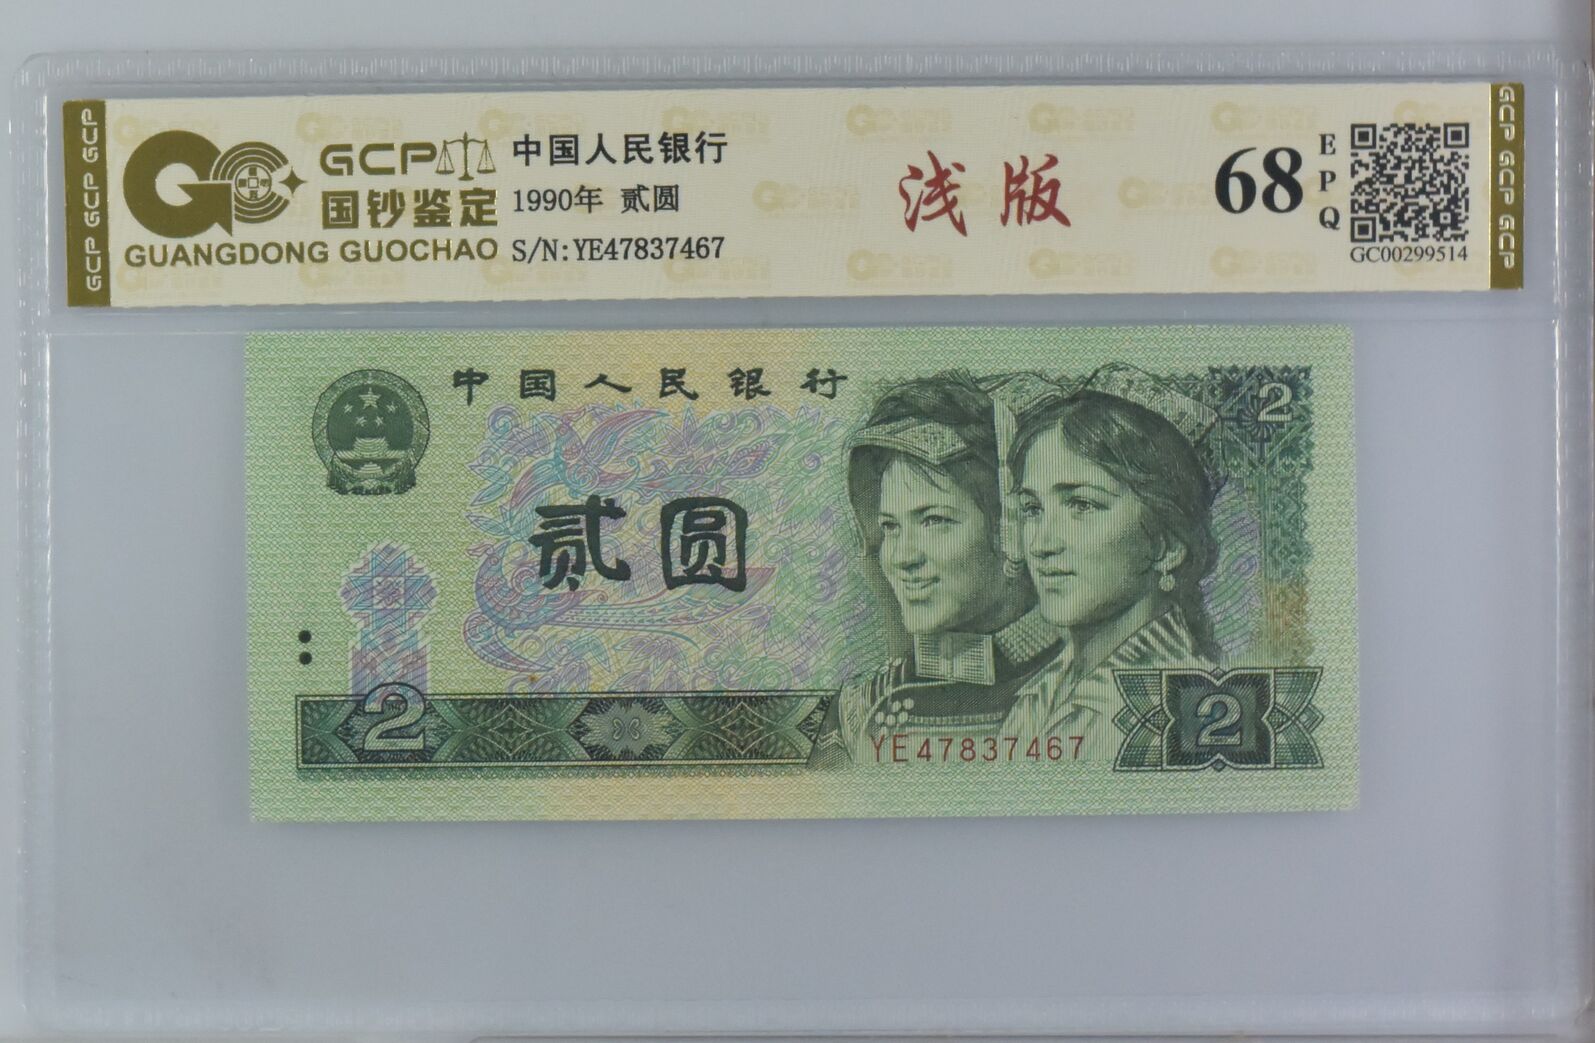 GCP GCP GCP
GCP
国钞鉴定
GUANGDONG GUOCHAO
中国人民银行
1990年 贰圆
S/N:YE47837467
浅版
68
EPQ
GC00299514
GCP GCP GCP
中国人民银行
2
贰圆
2
YE47837467
2